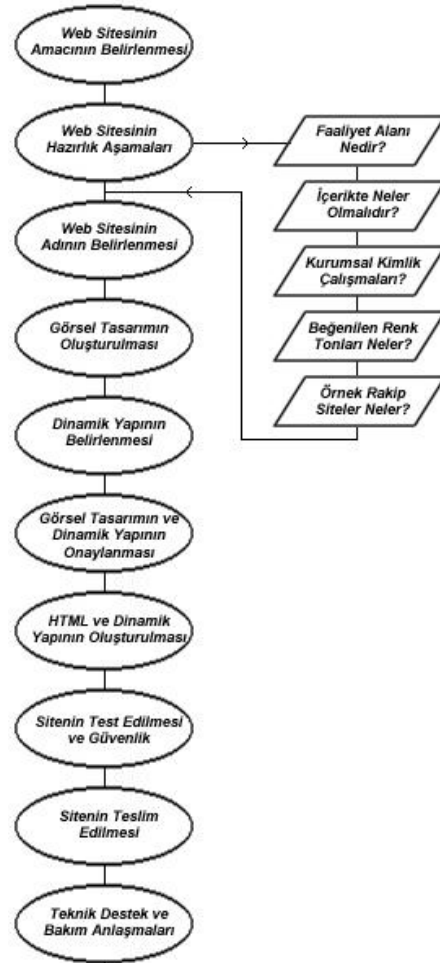 Web Sitesinin
Amacının Belirlenmesi
Web Sitesinin
Hazırlık Aşamaları
Faaliyet Alanı
Nedir?
İçerikte Neler
Olmalıdır?
Kurumsal Kimlik
Çalışmaları?
Beğenilen Renk
Tonları Neler?
Örnek Rakip
Siteler Neler?
Web Sitesinin
Adının Belirlenmesi
Görsel Tasarımın
Oluşturulması
Dinamik Yapının
Belirlenmesi
Görsel Tasarımın ve
Dinamik Yapının
Onaylanması
HTML ve Dinamik
Yapının Oluşturulması
Sitenin Test Edilmesi
ve Güvenlik
Sitenin Teslim
Edilmesi
Teknik Destek ve
Bakım Anlaşmaları